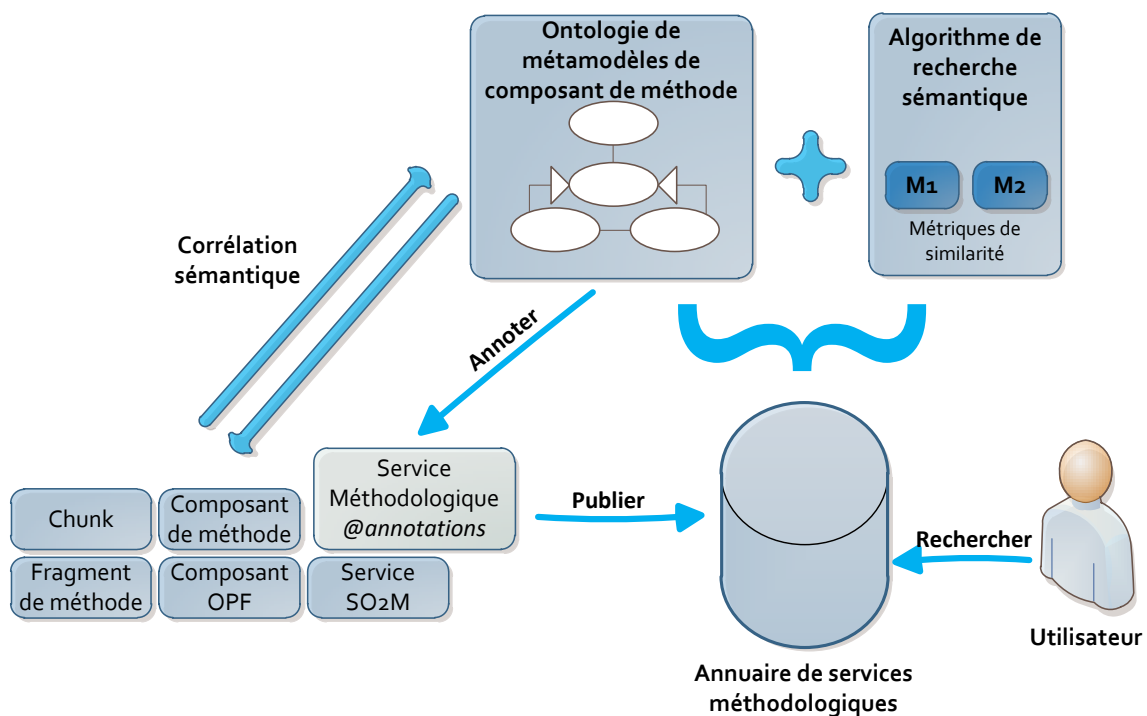 Ontologie de
métamodèles de
composant de méthode
Algorithme de
recherche
sémantique
M1
M2
Métriques de
similarité
Corrélation
sémantique
Annoter
Service
Méthodologique
@annotations
Chunk
Composant
de méthode
Fragment
de méthode
Composant
OPF
Service
SO2M
Publier
Rechercher
Utilisateur
Annuaire de services
méthodologiques